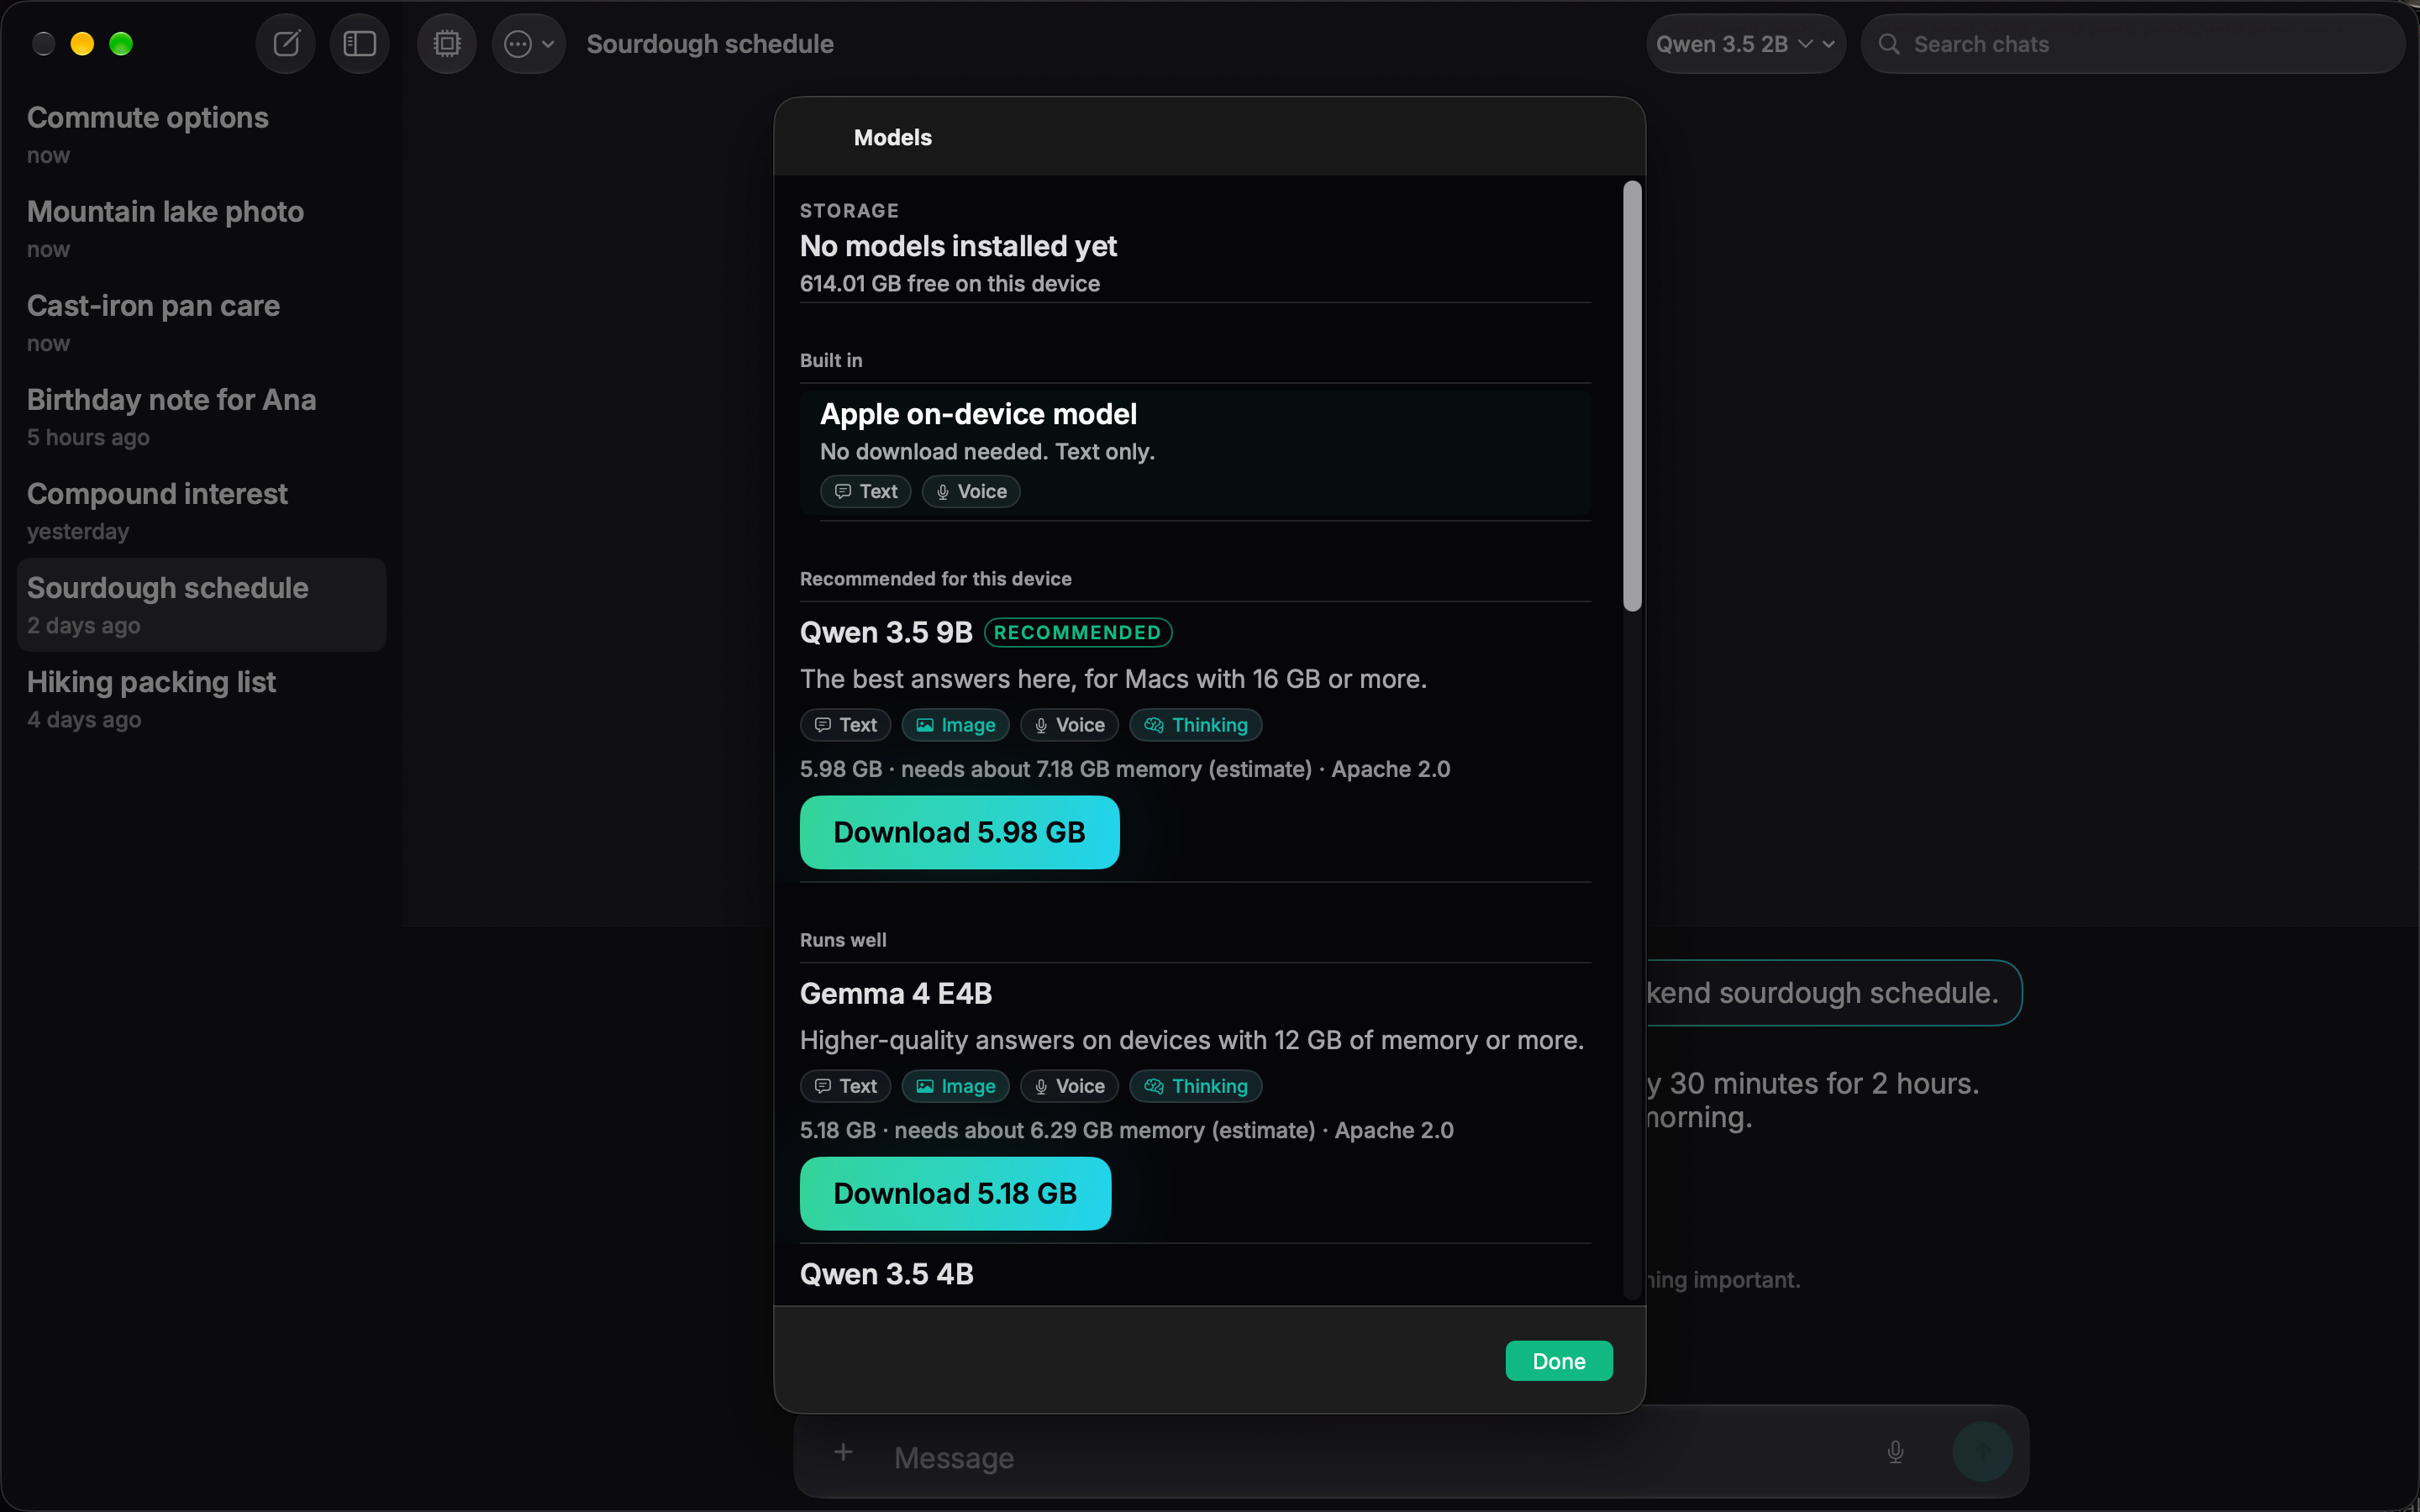 Sourdough schedule
Qwen 3.5 2B
Search chats
Commute options
now
Mountain lake photo
now
Cast-iron pan care
now
Birthday note for Ana
5 hours ago
Compound interest
yesterday
Sourdough schedule
2 days ago
Hiking packing list
4 days ago
Models
STORAGE
No models installed yet
614.01 GB free on this device
Built in
Apple on-device model
No download needed. Text only.
Text Voice
Recommended for this device
Qwen 3.5 9B RECOMMENDED
The best answers here, for Macs with 16 GB or more.
Text Image Voice Thinking
5.98 GB · needs about 7.18 GB memory (estimate) · Apache 2.0
Download 5.98 GB
Runs well
Gemma 4 E4B
Higher-quality answers on devices with 12 GB of memory or more.
Text Image Voice Thinking
5.18 GB · needs about 6.29 GB memory (estimate) · Apache 2.0
Download 5.18 GB
Qwen 3.5 4B
Done
sourdough schedule.
30 minutes for 2 hours.
important.
Message